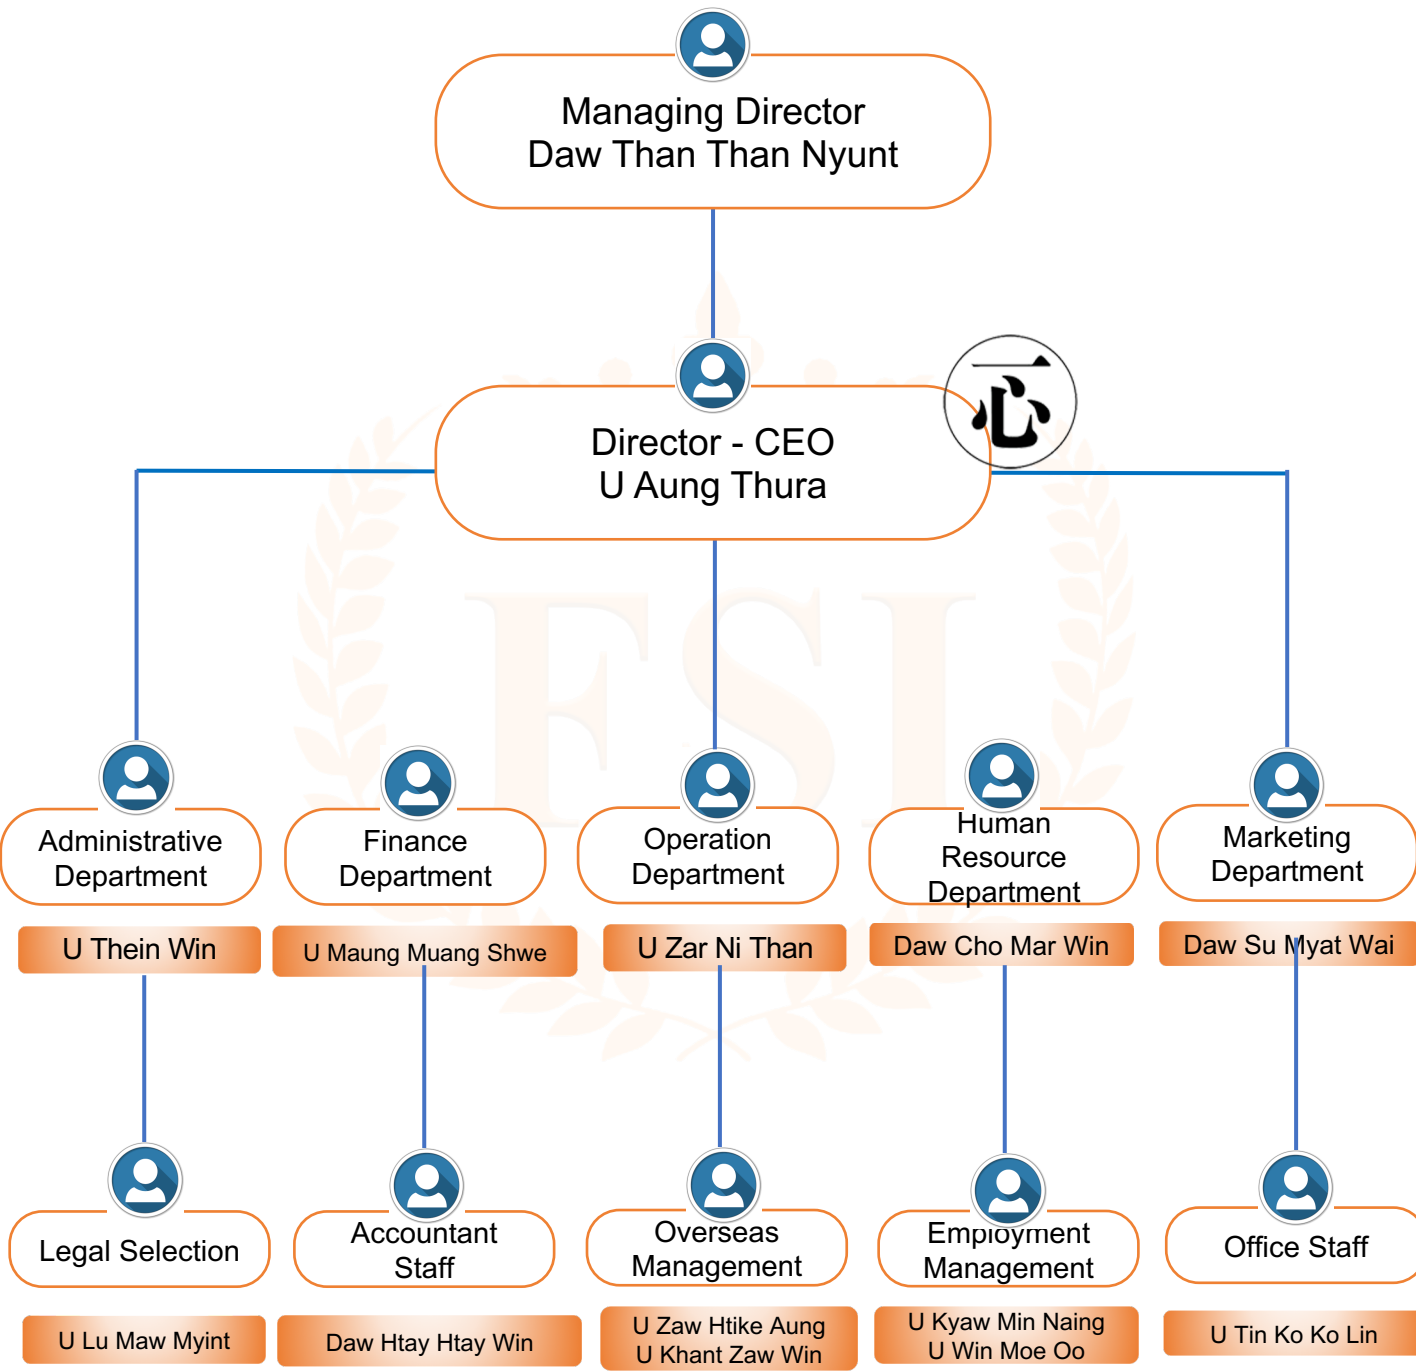 Managing Director
Daw Than Than Nyunt
一心
Director - CEO
U Aung Thura
ESI
Administrative
Department
Finance
Department
Operation
Department
Human
Resource
Department
Marketing
Department
U Thein Win
U Maung Muang Shwe
U Zar Ni Than
Daw Cho Mar Win
Daw Su Myat Wai
Legal Selection
Accountant
Staff
Overseas
Management
Employment
Management
Office Staff
U Lu Maw Myint
Daw Htay Htay Win
U Zaw Htike Aung
U Khant Zaw Win
U Kyaw Min Naing
U Win Moe Oo
U Tin Ko Ko Lin